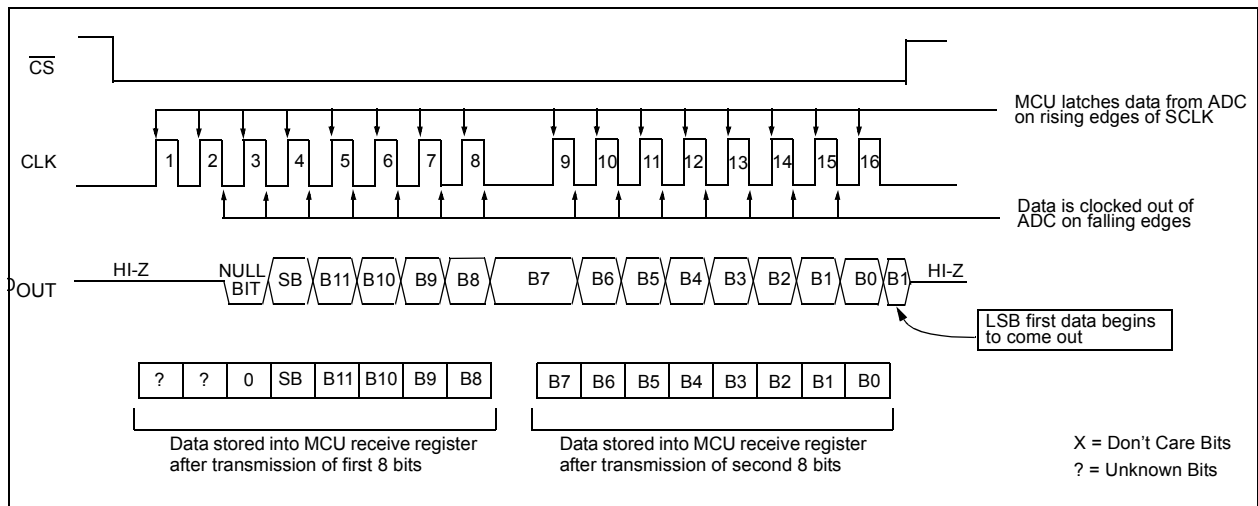 CS
MCU latches data from ADC
on rising edges of SCLK
CLK
1 2 3 4 5 6 7 8 9 10 11 12 13 14 15 16
Data is clocked out of
ADC on falling edges
DOUT
HI-Z
NULL
BIT
SB B11 B10 B9 B8 B7 B6 B5 B4 B3 B2 B1 B0 B1
HI-Z
LSB first data begins
to come out
? ? 0 SB B11 B10 B9 B8 B7 B6 B5 B4 B3 B2 B1 B0
Data stored into MCU receive register
after transmission of first 8 bits
Data stored into MCU receive register
after transmission of second 8 bits
X = Don't Care Bits
? = Unknown Bits